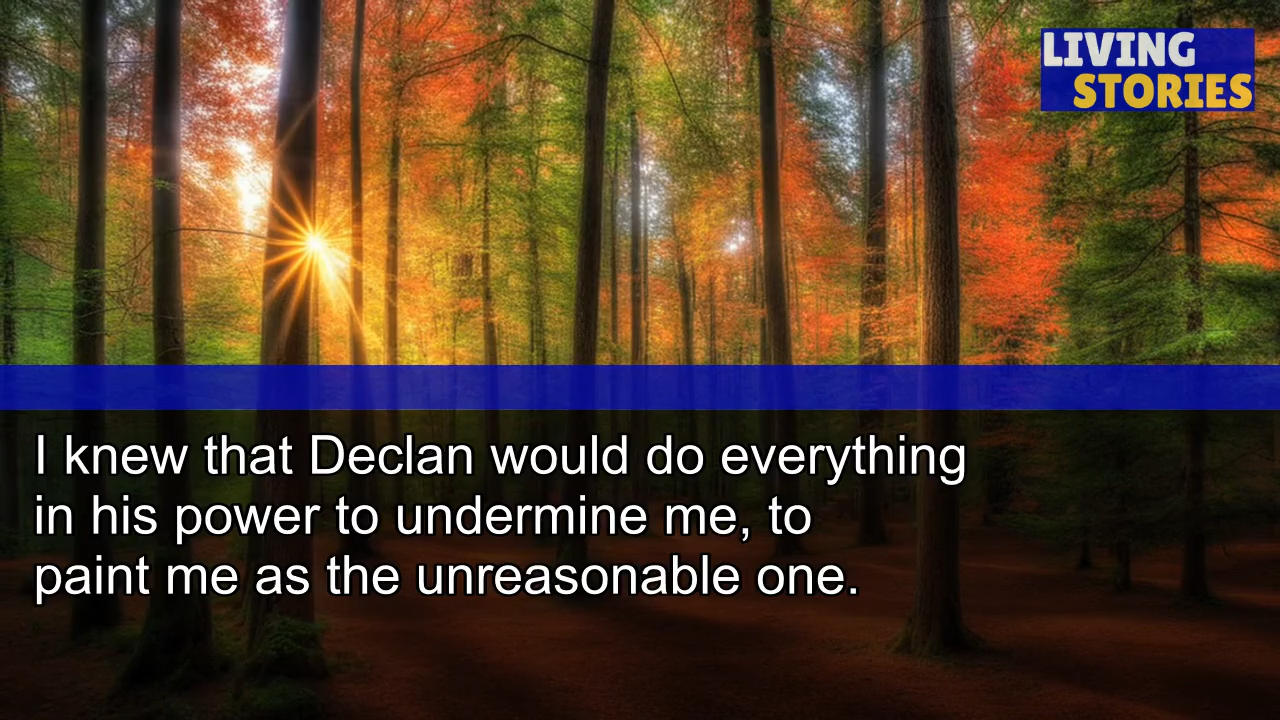 LIVING
STORIES
I knew that Declan would do everything
in his power to undermine me, to
paint me as the unreasonable one.